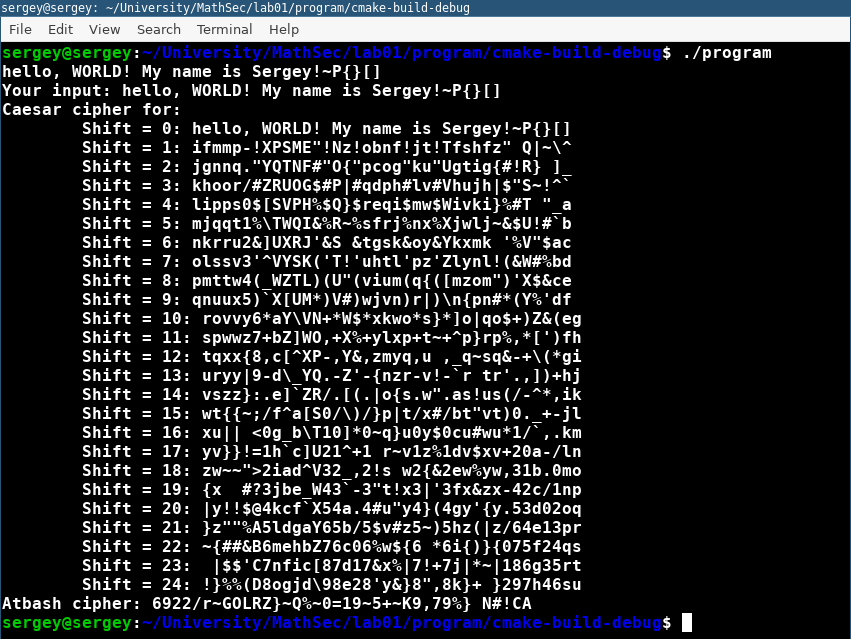 sergey@sergey: ~/University/MathSec/lab01/program/cmake-build-debug
File Edit View Search Terminal Help
sergey@sergey:~/University/MathSec/lab01/program/cmake-build-debug$ ./program
hello, WORLD! My name is Sergey!~P{}[]
Your input: hello, WORLD! My name is Sergey!~P{}[]
Caesar cipher for:
        Shift = 0: hello, WORLD! My name is Sergey!~P{}[]
        Shift = 1: ifmmp-!XPSME"!Nz!obnf!jt!Tfshfz" Q|~\^
        Shift = 2: jgnnq."YQTNF#"O{"pcog"ku"Ugtig{#!R} ]_
        Shift = 3: khoor/#ZRUOG$#P|#qdph#lv#Vhujh|$"S~!^`
        Shift = 4: lipps0$[SVPH%$Q}$reqi$mw$Wivki}%#T "_a
        Shift = 5: mjqqt1%\TWQI&%R~%sfrj%nx%Xjwlj~&$U!#`b
        Shift = 6: nkrru2&]UXRJ'&S &tgsk&oy&Ykxmk '%V"$ac
        Shift = 7: olssv3'^VYSK('T!'uhtl'pz'Zlynl!(&W#%bd
        Shift = 8: pmttw4(_WZTL)(U"(vium(q{([mzom")'X$&ce
        Shift = 9: qnuux5)`X[UM*)V#)wjvn)r|)\n{pn#*(Y%'df
        Shift = 10: rovvy6*aY\VN+*W$*xkwo*s}*]o|qo$+)Z&(eg
        Shift = 11: spwwz7+bZ]WO,+X%+ylxp+t~+^p}rp%,*[')fh
        Shift = 12: tqxx{8,c[^XP-,Y&,zmyq,u ,_q~sq&-+\(*gi
        Shift = 13: uryy|9-d\_YQ.-Z'-{nzr-v!-`r tr'.,])+hj
        Shift = 14: vszz}:.e]`ZR/.[(.|o{s.w".as!us(/-^*,ik
        Shift = 15: wt{{~;/f^a[S0/\)/}p|t/x#/bt"vt)0._+-jl
        Shift = 16: xu|| <0g_b\T10]*0~q}u0y$0cu#wu*1/`,.km
        Shift = 17: yv}}!=1h`c]U21^+1 r~v1z%1dv$xv+20a-/ln
        Shift = 18: zw~~">2iad^V32_,2!s w2{&2ew%yw,31b.0mo
        Shift = 19: {x  #?3jbe_W43`-3"t!x3|'3fx&zx-42c/1np
        Shift = 20: |y!!$@4kcf`X54a.4#u"y4}(4gy'{y.53d02oq
        Shift = 21: }z""%A5ldgaY65b/5$v#z5~)5hz(|z/64e13pr
        Shift = 22: ~{##&B6mehbZ76c06%w${6 *6i{)}{075f24qs
        Shift = 23:  |$$'C7nfic[87d17&x%|7!+7j|*~|186g35rt
        Shift = 24: !}%%(D8ogjd\98e28'y&}8",8k}+ }297h46su
Atbash cipher: 6922/r~GOLRZ}~Q%~0=19~5+~K9,79%} N#!CA
sergey@sergey:~/University/MathSec/lab01/program/cmake-build-debug$